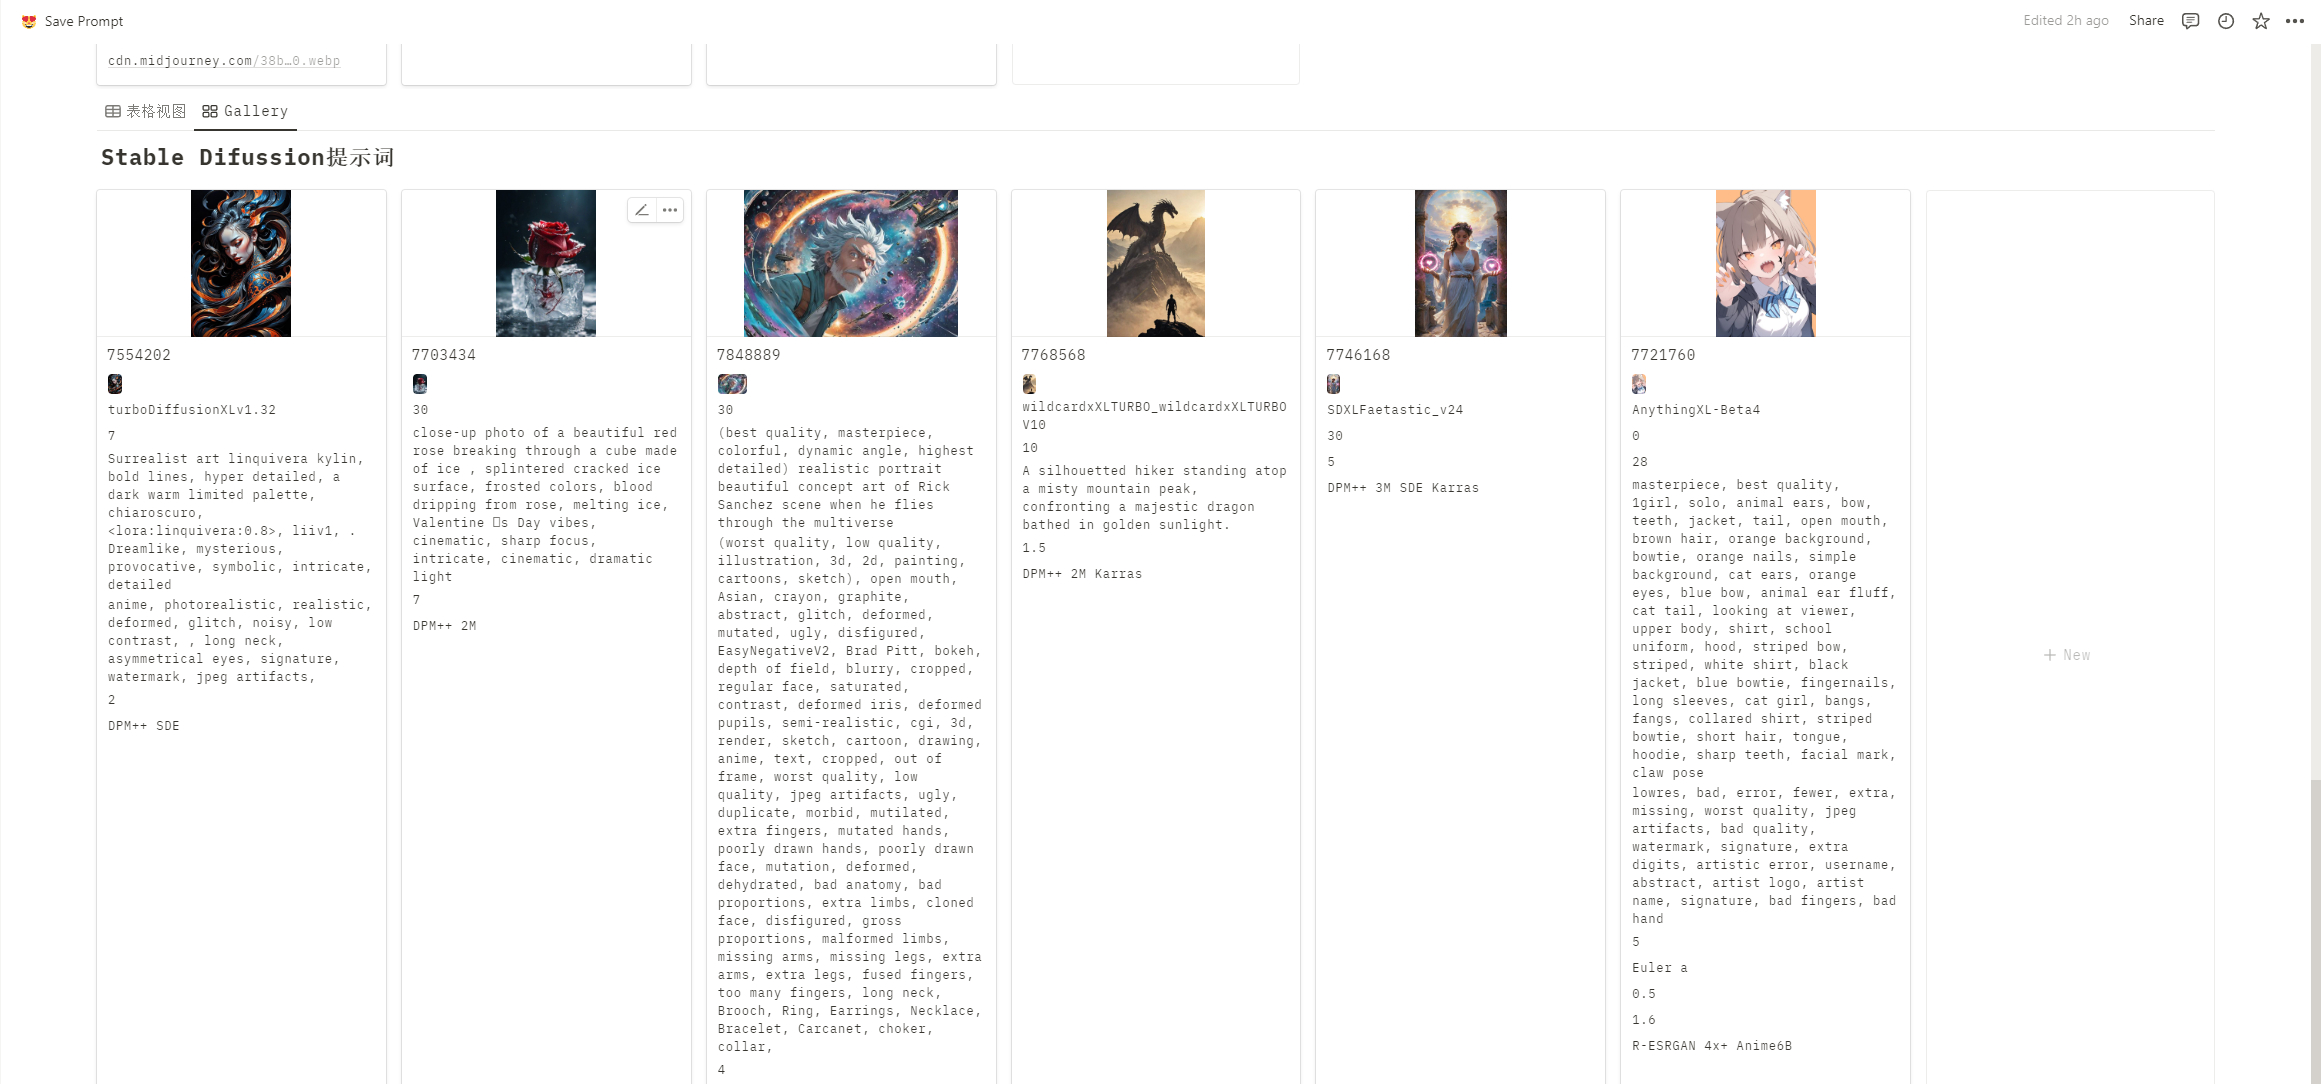 Save Prompt
Edited 2h ago
Share
cdn.midjourney.com/38b…0.webp
表格视图
Gallery
Stable Difussion提示词
7554202
turboDiffusionXLv1.32
7
Surrealist art linquivera kylin,
bold lines, hyper detailed, a
dark warm limited palette,
chiaroscuro,
<lora:linquivera:0.8>, liiv1, .
Dreamlike, mysterious,
provocative, symbolic, intricate,
detailed
anime, photorealistic, realistic,
deformed, glitch, noisy, low
contrast, , long neck,
asymmetrical eyes, signature,
watermark, jpeg artifacts,
2
DPM++ SDE
7703434
30
close-up photo of a beautiful red
rose breaking through a cube made
of ice , splintered cracked ice
surface, frosted colors, blood
dripping from rose, melting ice,
Valentine s Day vibes,
cinematic, sharp focus,
intricate, cinematic, dramatic
light
7
DPM++ 2M
7848889
30
(best quality, masterpiece,
colorful, dynamic angle, highest
detailed) realistic portrait
beautiful concept art of Rick
Sanchez scene when he flies
through the multiverse
(worst quality, low quality,
illustration, 3d, 2d, painting,
cartoons, sketch), open mouth,
Asian, crayon, graphite,
abstract, glitch, deformed,
mutated, ugly, disfigured,
EasyNegativeV2, Brad Pitt, bokeh,
depth of field, blurry, cropped,
regular face, saturated,
contrast, deformed iris, deformed
pupils, semi-realistic, cgi, 3d,
render, sketch, cartoon, drawing,
anime, text, cropped, out of
frame, worst quality, low
quality, jpeg artifacts, ugly,
duplicate, morbid, mutilated,
extra fingers, mutated hands,
poorly drawn hands, poorly drawn
face, mutation, deformed,
dehydrated, bad anatomy, bad
proportions, extra limbs, cloned
face, disfigured, gross
proportions, malformed limbs,
missing arms, missing legs, extra
arms, extra legs, fused fingers,
too many fingers, long neck,
Brooch, Ring, Earrings, Necklace,
Bracelet, Carcanet, choker,
collar,
4
7768568
wildcardxXLTURBO_wildcardxXLTURBO
V10
10
A silhouetted hiker standing atop
a misty mountain peak,
confronting a majestic dragon
bathed in golden sunlight.
1.5
DPM++ 2M Karras
7746168
SDXLFaetastic_v24
30
5
DPM++ 3M SDE Karras
7721760
AnythingXL-Beta4
0
28
masterpiece, best quality,
1girl, solo, animal ears, bow,
teeth, jacket, tail, open mouth,
brown hair, orange background,
bowtie, orange nails, simple
background, cat ears, orange
eyes, blue bow, animal ear fluff,
cat tail, looking at viewer,
upper body, shirt, school
uniform, hood, striped bow,
striped, white shirt, black
jacket, blue bowtie, fingernails,
long sleeves, cat girl, bangs,
fangs, collared shirt, striped
bowtie, short hair, tongue,
hoodie, sharp teeth, facial mark,
claw pose
lowres, bad, error, fewer, extra,
missing, worst quality, jpeg
artifacts, bad quality,
watermark, signature, extra
digits, artistic error, username,
abstract, artist logo, artist
name, signature, bad fingers, bad
hand
5
Euler a
0.5
1.6
R-ESRGAN 4x+ Anime6B
+ New